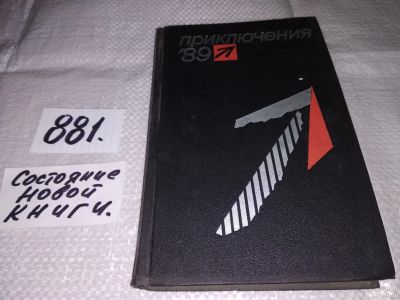 приключения
'89
881.
Состояние
новой
книги.